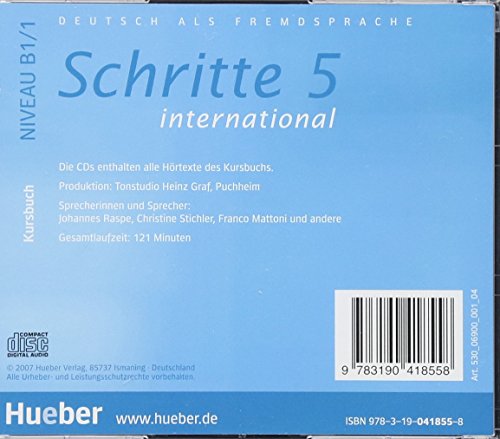 DEUTSCH ALS FREMDSPRACHE
NIVEAU B1/1
Schritte 5
international
Kursbuch
Die CDs enthalten alle Hörtexte des Kursbuchs.
Produktion: Tonstudio Heinz Graf, Puchheim
Sprecherinnen und Sprecher:
Johannes Raspe, Christine Stichler, Franco Mattoni und andere
Gesamtlaufzeit: 121 Minuten
COMPACT
disc
DIGITAL AUDIO
© 2007 Hueber Verlag, 85737 Ismaning · Deutschland
Alle Urheber- und Leistungsschutzrechte vorbehalten.
9 783190 418558
Art. 530_06900_001_04
Hueber
www.hueber.de
ISBN 978-3-19-041855-8